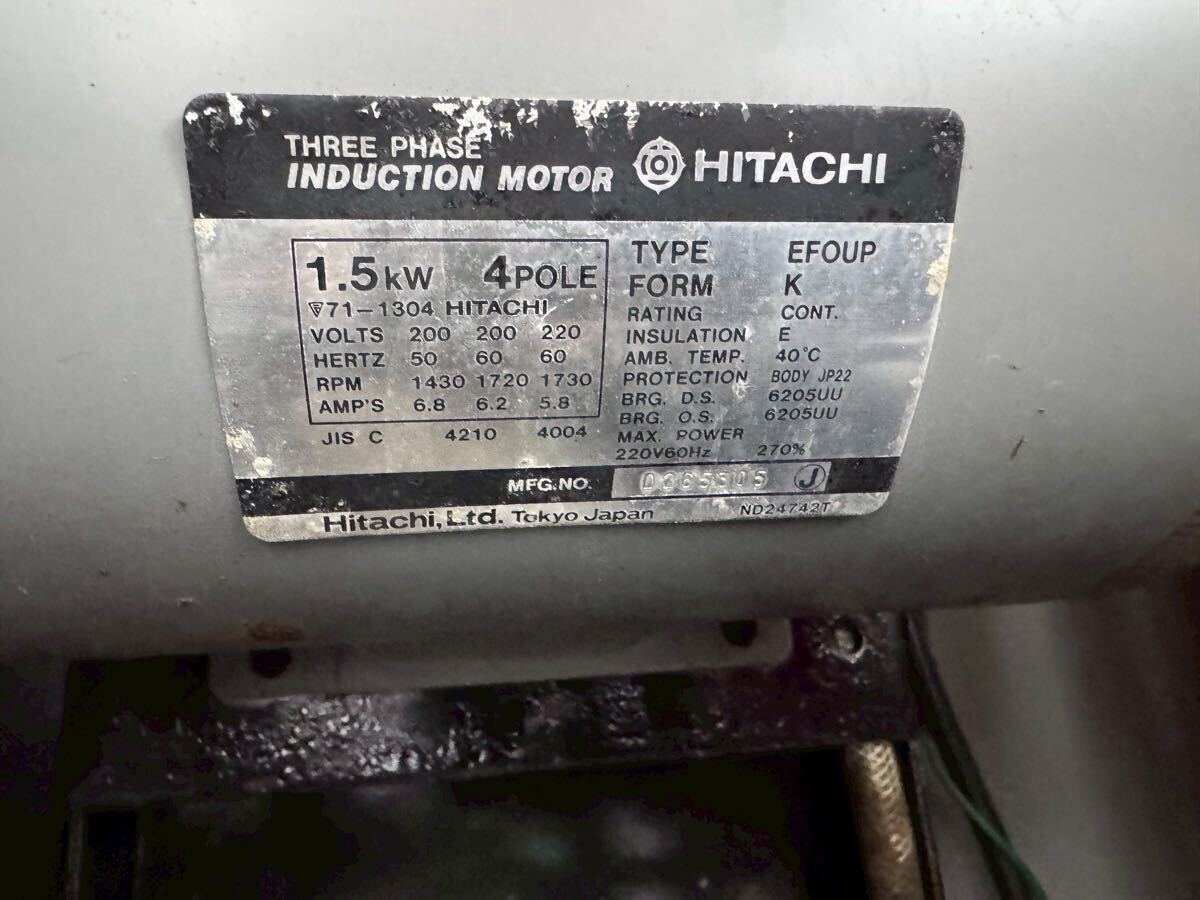 THREE PHASE
INDUCTION MOTOR HITACHI
1.5kW 4POLE
71-1304 HITACHI
VOLTS 200 200 220
HERTZ 50 60 60
RPM 1430 1720 1730
AMP'S 6.8 6.2 5.8
JIS C 4210 4004
TYPE EFOUP
FORM K
RATING CONT.
INSULATION E
AMB. TEMP. 40°C
PROTECTION BODY JP22
BRG. D.S. 6205UU
BRG. O.S. 6205UU
MAX. POWER
220V60Hz 270%
MFG.NO. J
Hitachi, Ltd. Tokyo Japan ND24742T